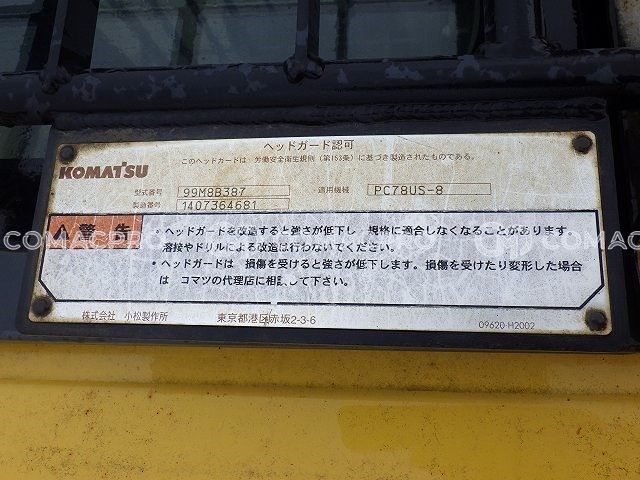 ヘッドガード認可
このヘッドガードは 労働安全衛生規則 (第153条) に基づき製造されたものである。
KOMATSU
型式番号 99M8B387 適用機械 PC78US-8
製造番号 1407364681
警告
・ヘッドガードを改造すると強さが低下し 規格に適合しなくなることがあります。
溶接やドリルによる改造は行わないでください。
・ヘッドガードは 損傷を受けると強さが低下します。損傷を受けたり変形した場合
は コマツの代理店に相談して下さい。
株式会社 小松製作所 東京都港区赤坂2-3-6 09620-H2002